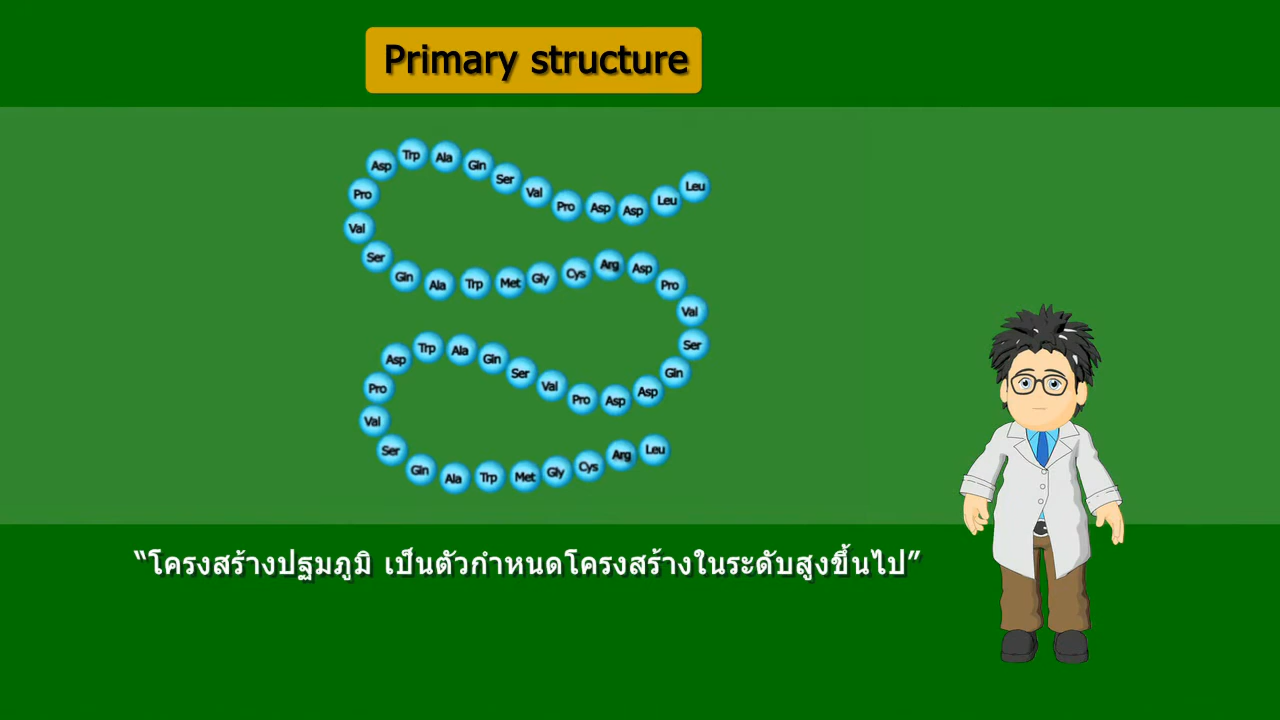 Primary structure
Leu Leu Asp Asp Pro Val Ser Gln Ala Trp Asp Pro Val Ser Gln Ala Trp Met Gly Cys Arg Asp Pro Val Ser Gln Asp Asp Pro Val Ser Gln Ala Trp Asp Pro Val Ser Gln Ala Trp Met Gly Cys Arg Leu
“โครงสร้างปฐมภูมิ เป็นตัวกำหนดโครงสร้างในระดับสูงขึ้นไป”